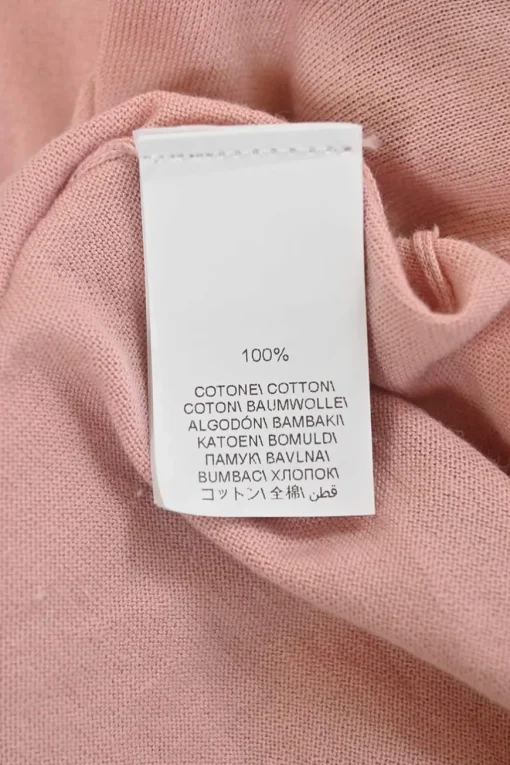 100%
COTONE\ COTTON\
COTON\ BAUMWOLLE\
ALGODÓN\ BAMBAKI\
KATOEN\ BOMULD\
ПАМУК\ BAVLNA\
BUMBAC\ ХЛОПОК\
コットン\ 全棉\ قطن